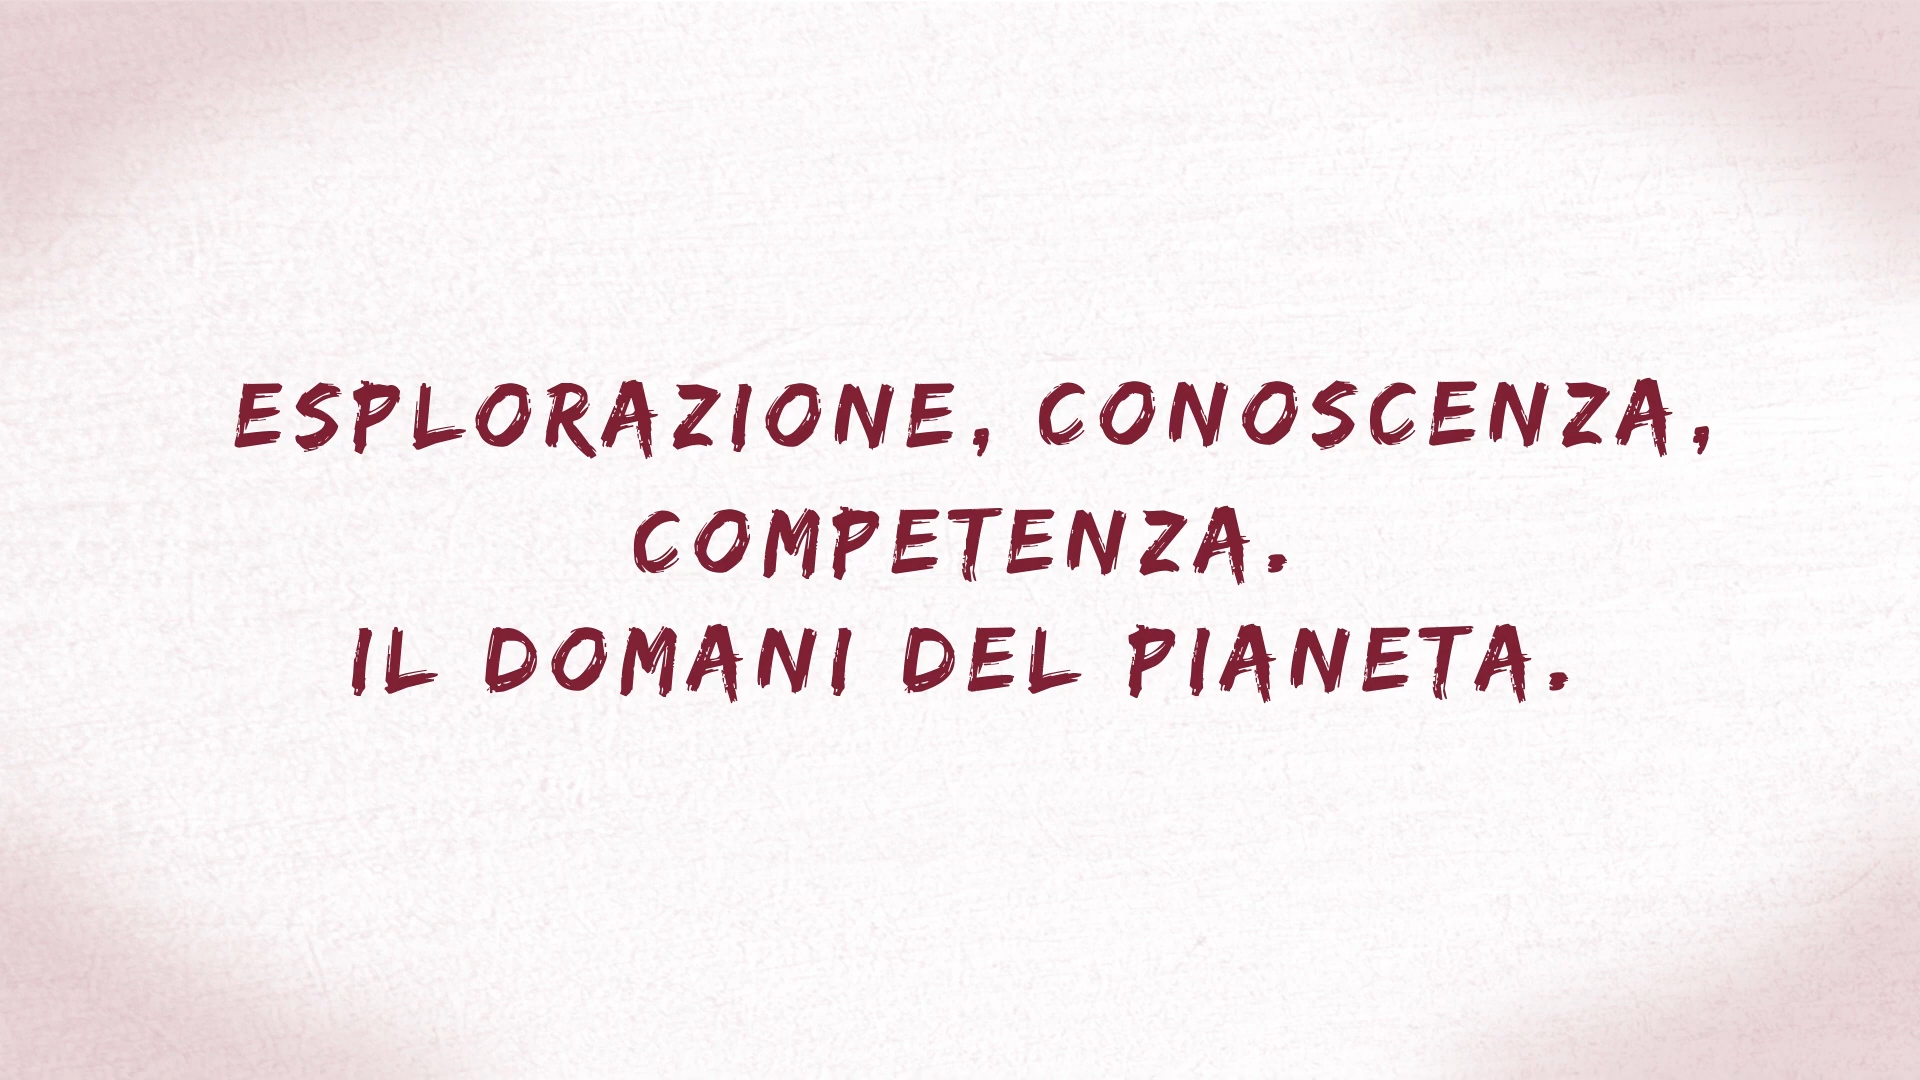 ESPLORAZIONE, CONOSCENZA,
COMPETENZA.
IL DOMANI DEL PIANETA.